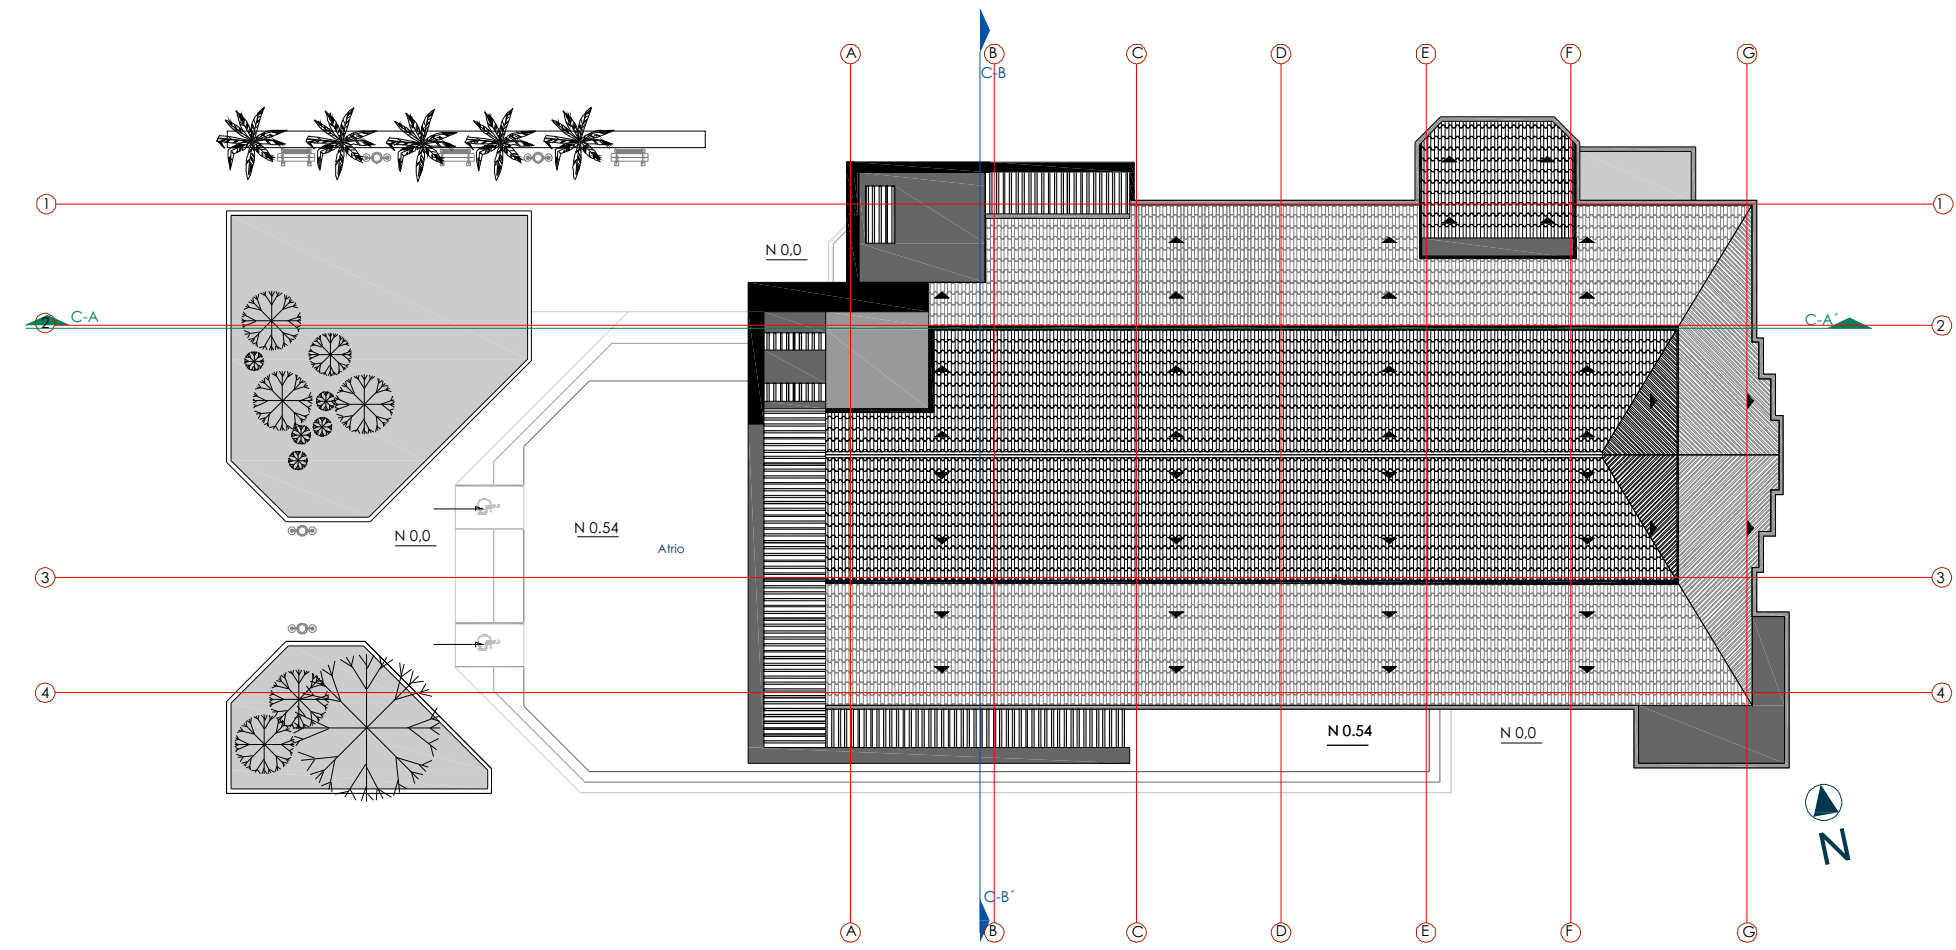 A B C D E F G
C-B
1 1
N 0,0
C-A
2 2
C-A´
N 0,0
N 0.54
Atrio
3 3
4 4
N 0.54
N 0,0
N
C-B´
A B C D E F G